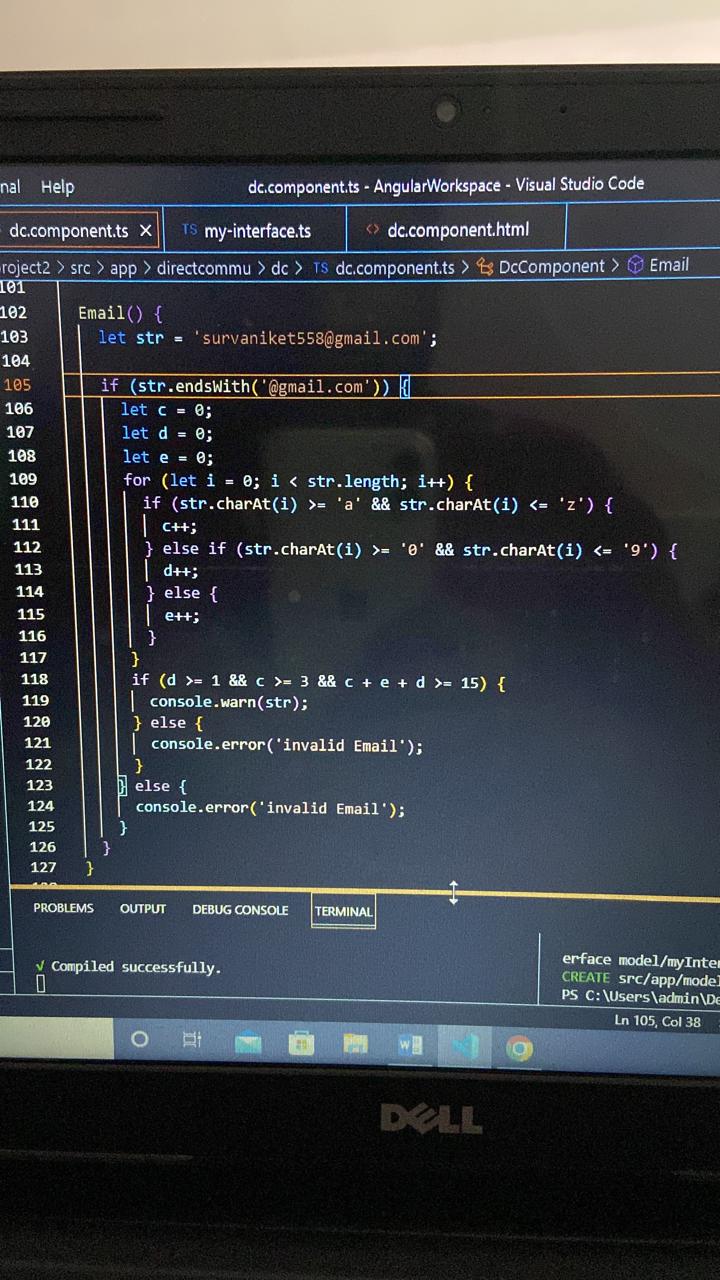 nal Help dc.component.ts - AngularWorkspace - Visual Studio Code
dc.component.ts × TS my-interface.ts <> dc.component.html
roject2 > src > app > directcommu > dc > TS dc.component.ts > DcComponent > Email
101
102 Email() {
103 let str = 'survaniket558@gmail.com';
104
105 if (str.endsWith('@gmail.com')) {
106 let c = 0;
107 let d = 0;
108 let e = 0;
109 for (let i = 0; i < str.length; i++) {
110 if (str.charAt(i) >= 'a' && str.charAt(i) <= 'z') {
111 c++;
112 } else if (str.charAt(i) >= '0' && str.charAt(i) <= '9') {
113 d++;
114 } else {
115 e++;
116 }
117 }
118 if (d >= 1 && c >= 3 && c + e + d >= 15) {
119 console.warn(str);
120 } else {
121 console.error('invalid Email');
122 }
123 } else {
124 console.error('invalid Email');
125 }
126 }
127 }
PROBLEMS OUTPUT DEBUG CONSOLE TERMINAL
√ Compiled successfully.
erface model/myInter
CREATE src/app/model
PS C:\Users\admin\De
Ln 105, Col 38
DELL